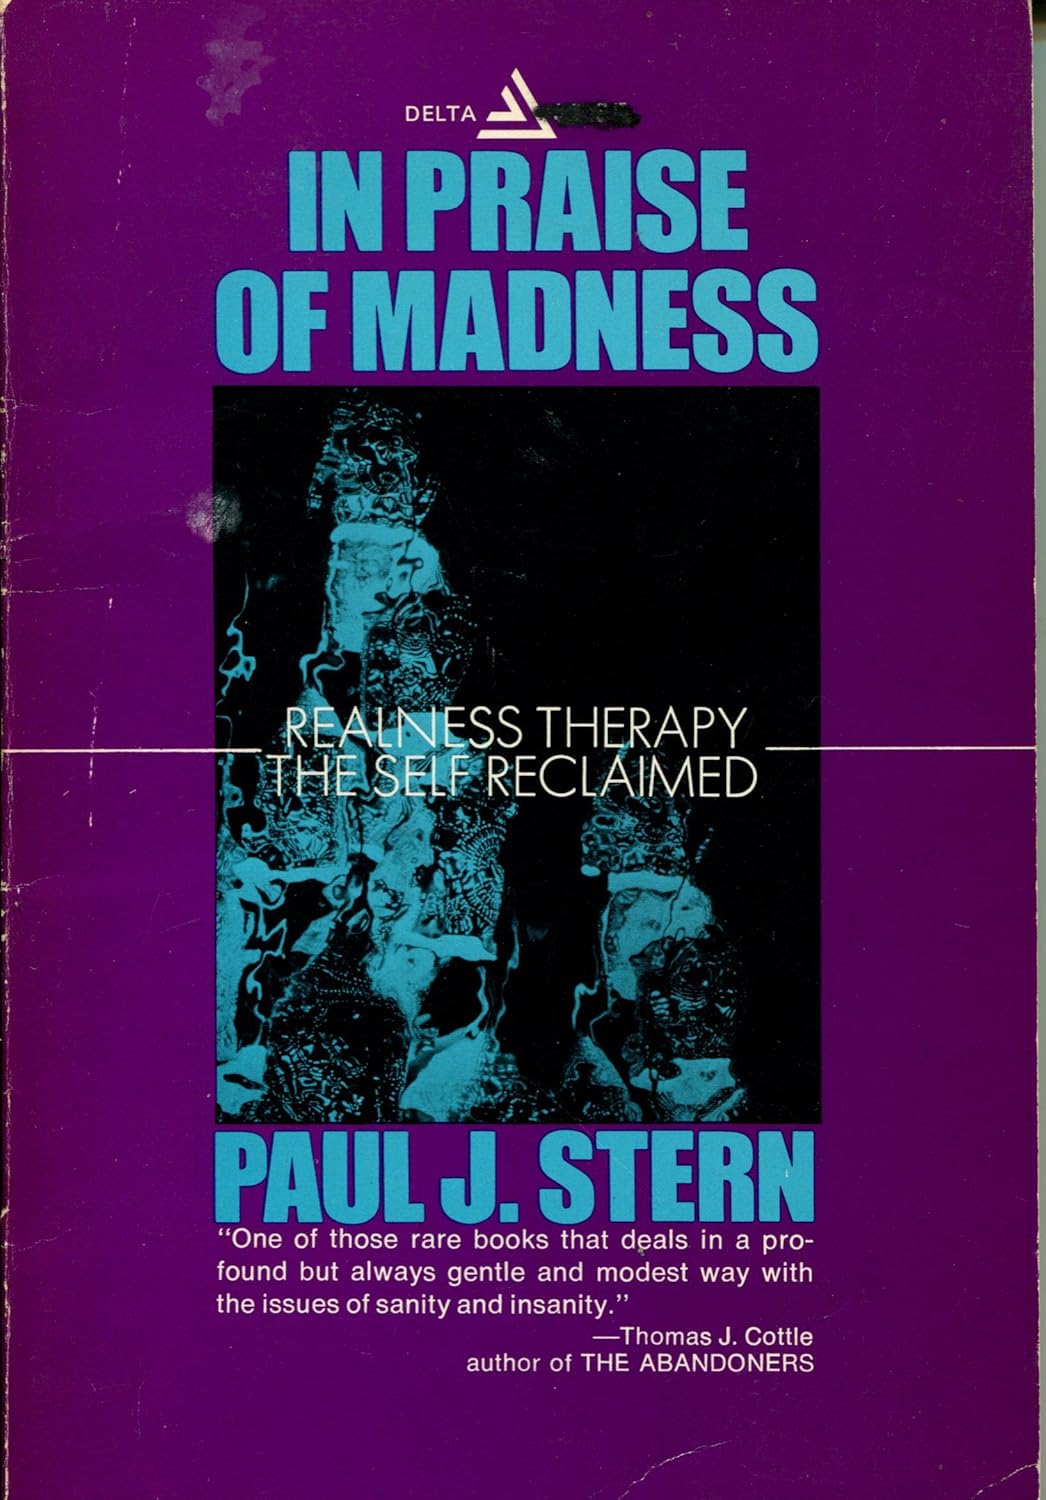 DELTA
IN PRAISE
OF MADNESS
REALNESS THERAPY
THE SELF RECLAIMED
PAUL J. STERN
“One of those rare books that deals in a pro-
found but always gentle and modest way with
the issues of sanity and insanity.”
—Thomas J. Cottle
author of THE ABANDONERS